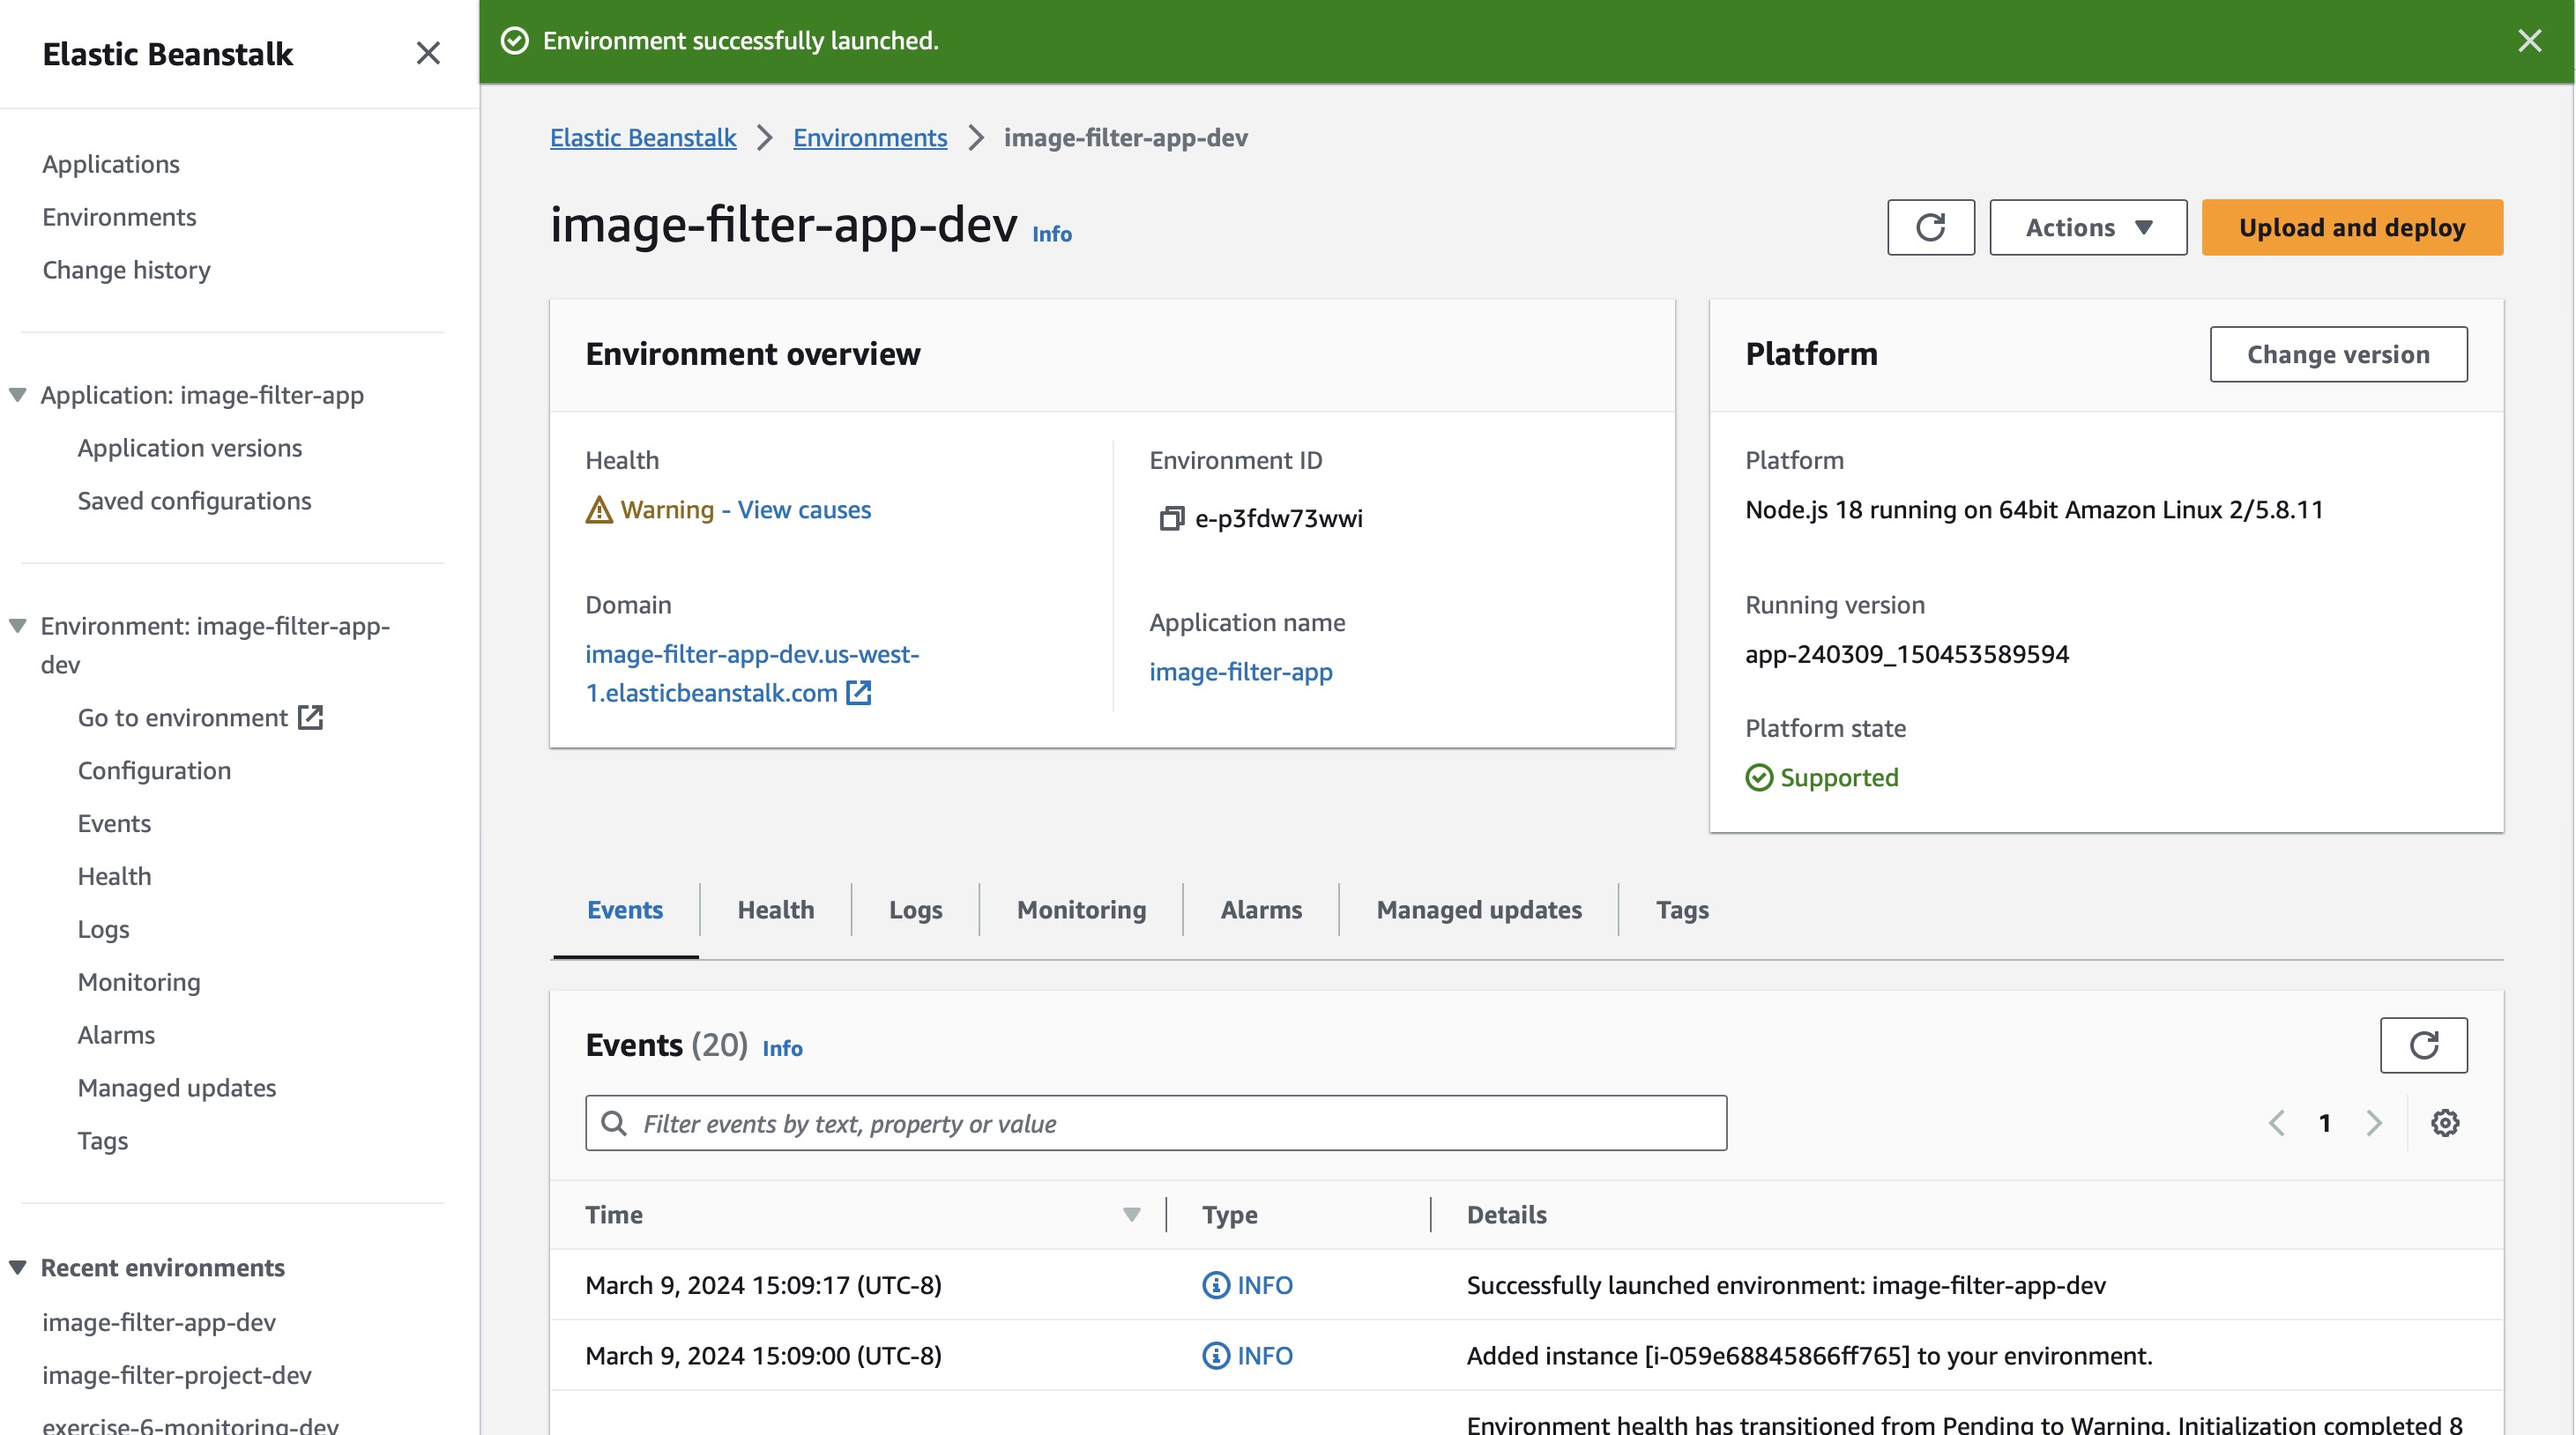 Elastic Beanstalk
Applications
Environments
Change history
Application: image-filter-app
Application versions
Saved configurations
Environment: image-filter-app-
dev
Go to environment
Configuration
Events
Health
Logs
Monitoring
Alarms
Managed updates
Tags
Recent environments
image-filter-app-dev
image-filter-project-dev
exercise-6-monitoring-dev
Environment successfully launched.
Elastic Beanstalk > Environments > image-filter-app-dev
image-filter-app-dev Info
Actions
Upload and deploy
Environment overview
Health
Warning - View causes
Domain
image-filter-app-dev.us-west-
1.elasticbeanstalk.com
Environment ID
e-p3fdw73wwi
Application name
image-filter-app
Platform
Change version
Platform
Node.js 18 running on 64bit Amazon Linux 2/5.8.11
Running version
app-240309_150453589594
Platform state
Supported
Events Health Logs Monitoring Alarms Managed updates Tags
Events (20) Info
Filter events by text, property or value
1
Time Type Details
March 9, 2024 15:09:17 (UTC-8) INFO Successfully launched environment: image-filter-app-dev
March 9, 2024 15:09:00 (UTC-8) INFO Added instance [i-059e68845866ff765] to your environment.
Environment health has transitioned from Pending to Warning. Initialization completed 8